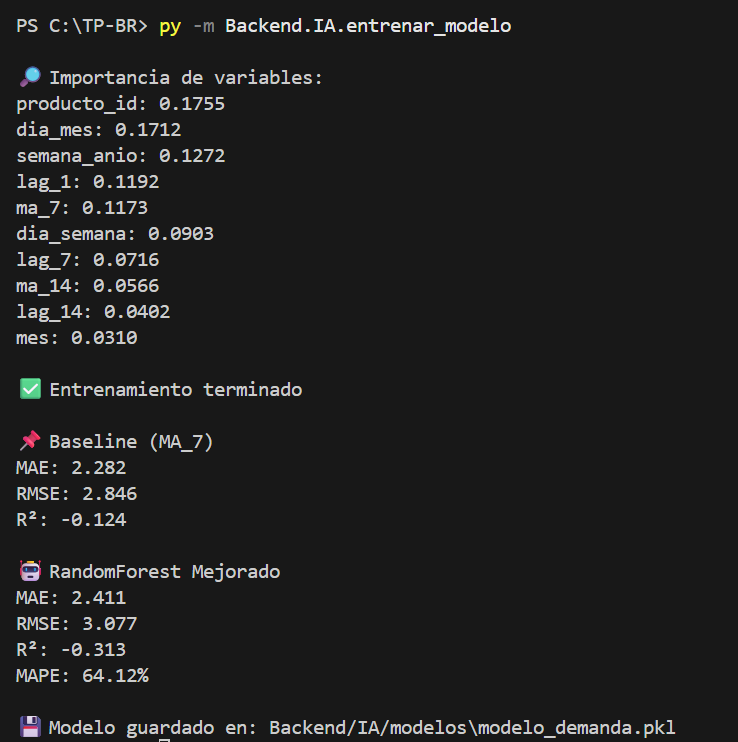 PS C:\TP-BR> py -m Backend.IA.entrenar_modelo
🔎 Importancia de variables:
producto_id: 0.1755
dia_mes: 0.1712
semana_anio: 0.1272
lag_1: 0.1192
ma_7: 0.1173
dia_semana: 0.0903
lag_7: 0.0716
ma_14: 0.0566
lag_14: 0.0402
mes: 0.0310
✅ Entrenamiento terminado
📌 Baseline (MA_7)
MAE: 2.282
RMSE: 2.846
R²: -0.124
🤖 RandomForest Mejorado
MAE: 2.411
RMSE: 3.077
R²: -0.313
MAPE: 64.12%
💾 Modelo guardado en: Backend/IA/modelos\modelo_demanda.pkl